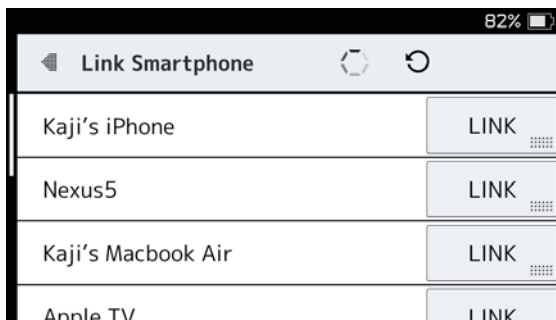 82%
Link Smartphone
Kaji's iPhone LINK
Nexus5 LINK
Kaji's Macbook Air LINK
Apple TV LINK